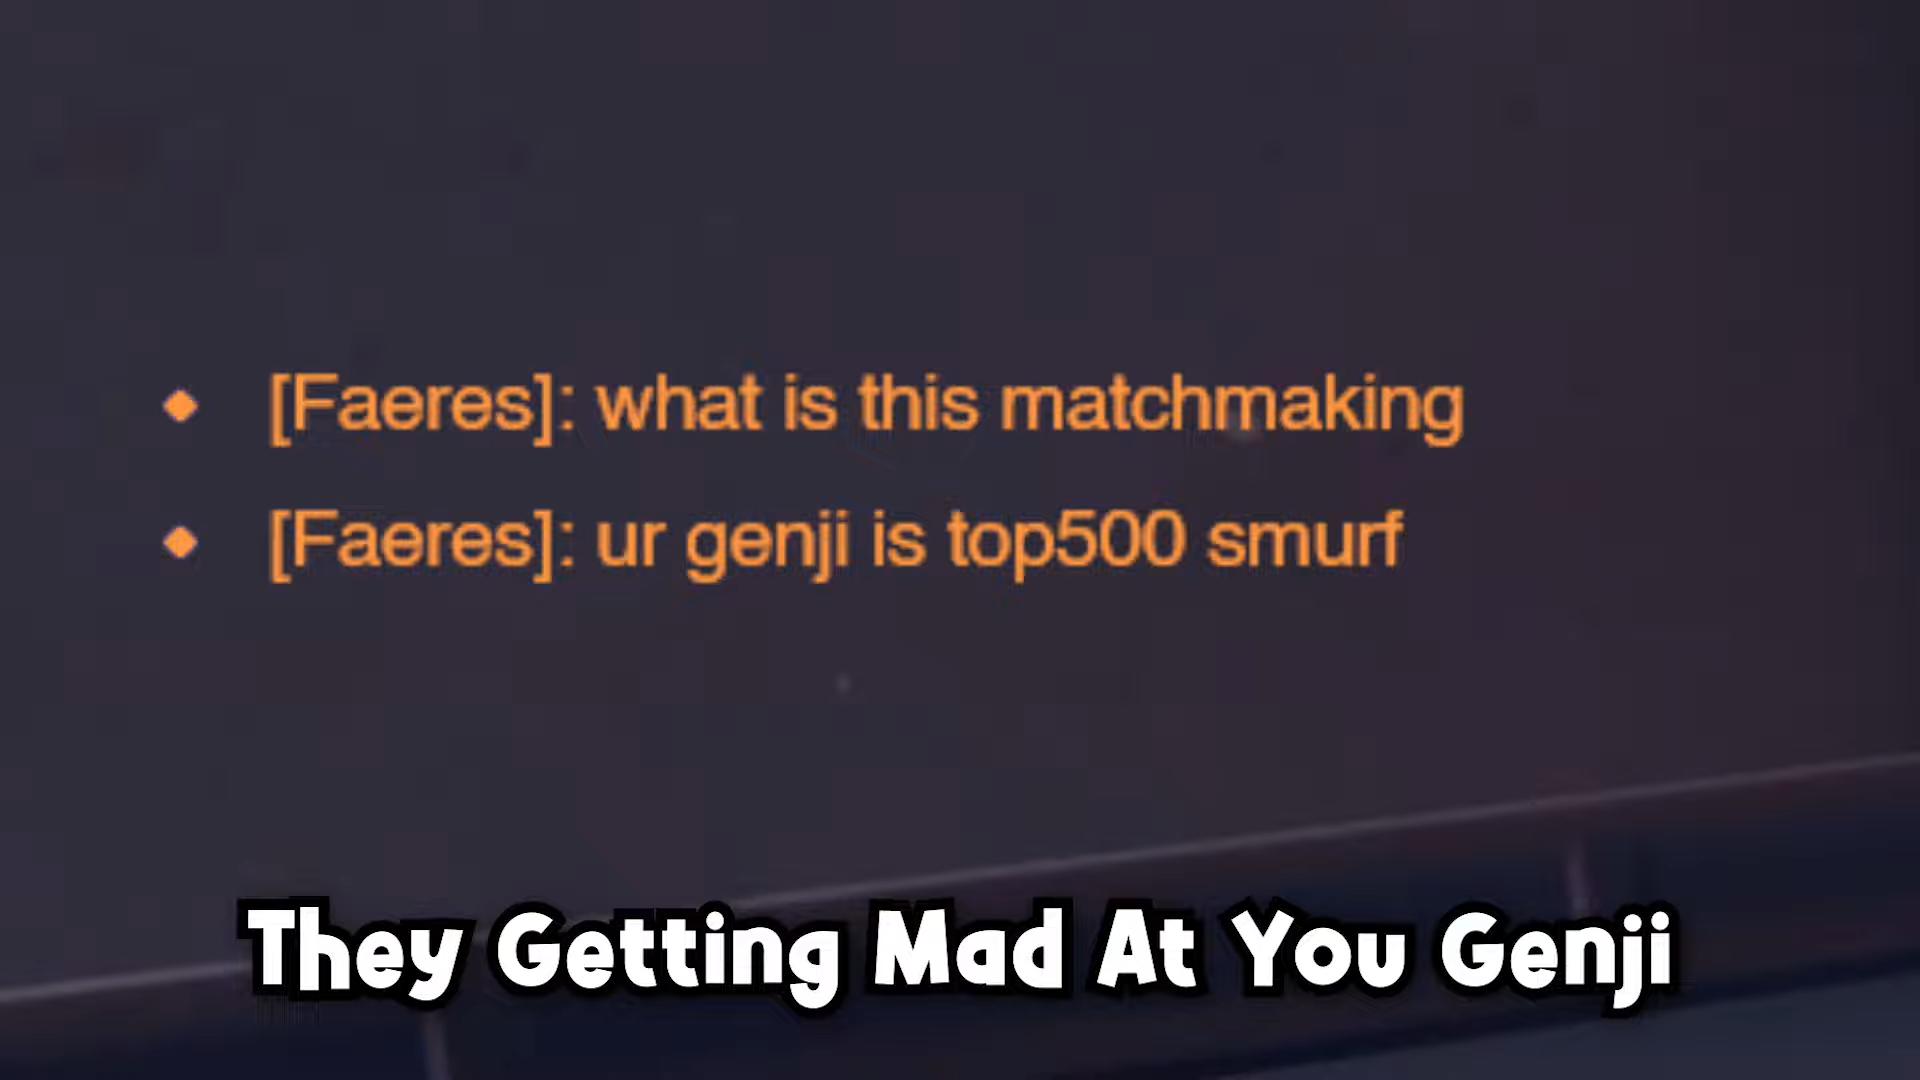 [Faeres]: what is this matchmaking
[Faeres]: ur genji is top500 smurf
They Getting Mad At You Genji